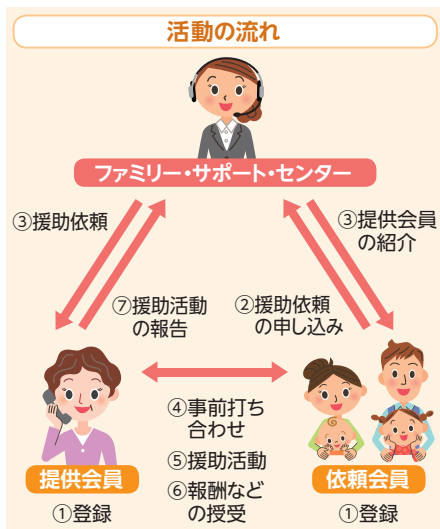 活動の流れ
ファミリー・サポート・センター
③援助依頼
③提供会員
の紹介
⑦援助活動
の報告
②援助依頼
の申し込み
④事前打ち
合わせ
⑤援助活動
⑥報酬など
の授受
提供会員
①登録
依頼会員
①登録